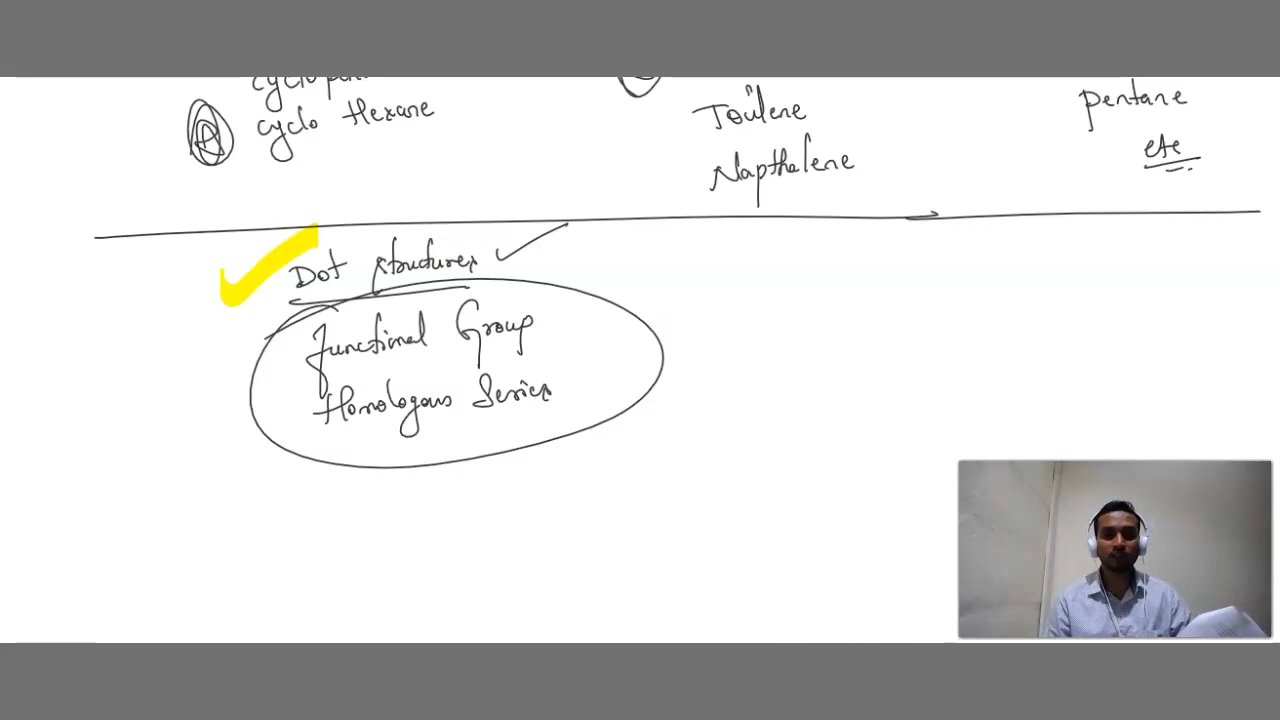 cyclo Hexane
Toulene
Napthalene
Pentane
etc
Dot structures
Functional Group
Homologous Series